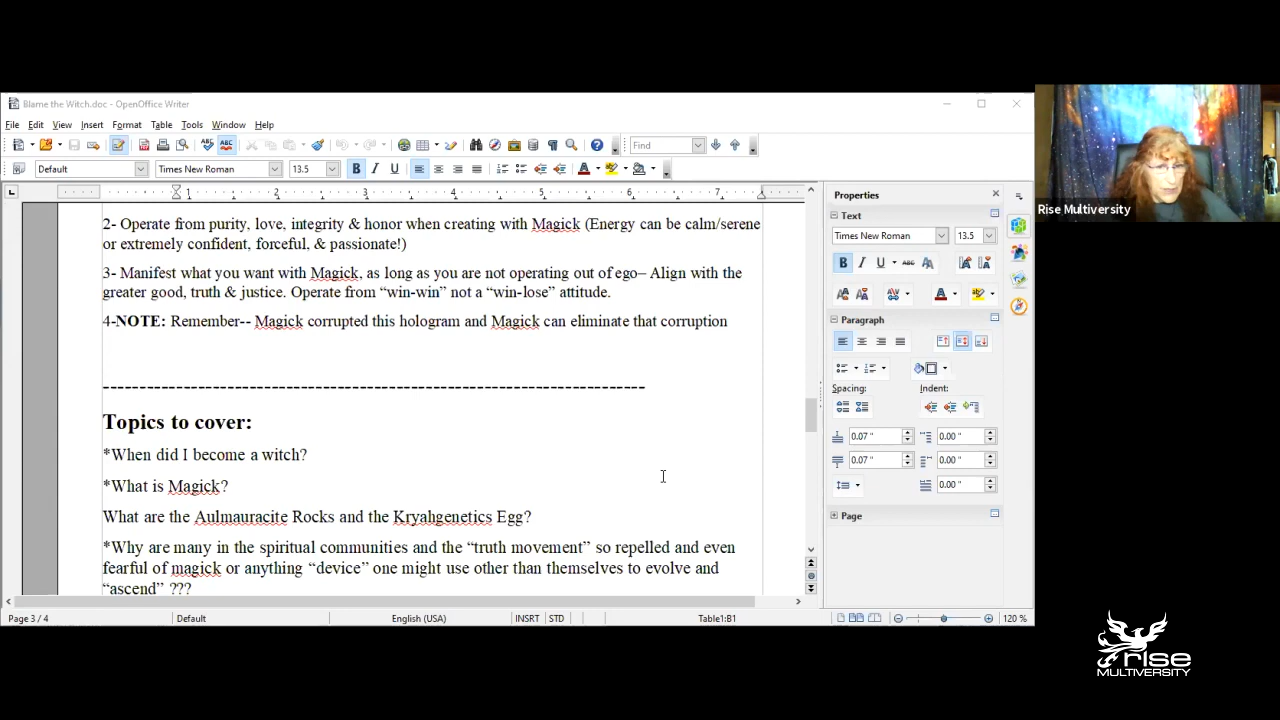 Blame the Witch.doc - OpenOffice Writer
File Edit View Insert Format Table Tools Window Help
Find
Default Times New Roman 13.5
1 2 3 4 5 6 7
2- Operate from purity, love, integrity & honor when creating with Magick (Energy can be calm/serene
or extremely confident, forceful, & passionate!)
3- Manifest what you want with Magick, as long as you are not operating out of ego– Align with the
greater good, truth & justice. Operate from “win-win” not a “win-lose” attitude.
4-NOTE: Remember-- Magick corrupted this hologram and Magick can eliminate that corruption
--------------------------------------------------------------------------
Topics to cover:
*When did I become a witch?
*What is Magick?
What are the Aulmauracite Rocks and the Kryahgenetics Egg?
*Why are many in the spiritual communities and the “truth movement” so repelled and even
fearful of magick or anything “device” one might use other than themselves to evolve and
“ascend” ???
Page 3 / 4 Default English (USA) INSRT STD Table1:B1 120 %
Properties
Text
Times New Roman 13.5
Paragraph
Spacing: Indent:
0.07 " 0.00 "
0.07 " 0.00 "
0.00 "
Page
Rise Multiversity
rise
MULTIVERSITY